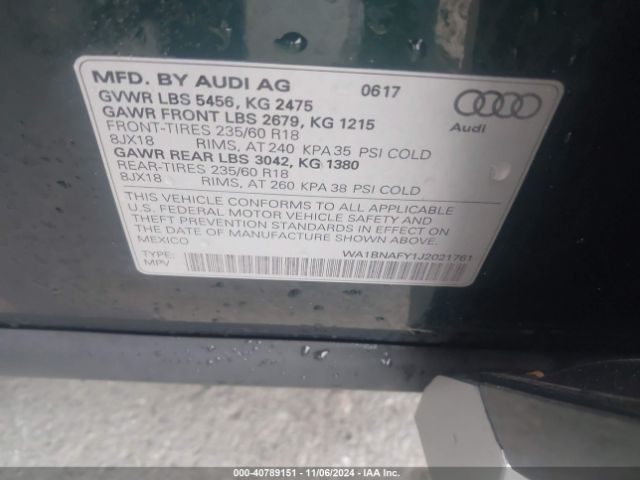 MFD. BY AUDI AG 0617
GVWR LBS 5456, KG 2475
GAWR FRONT LBS 2679, KG 1215
FRONT-TIRES 235/60 R18
8JX18 RIMS, AT 240 KPA 35 PSI COLD
GAWR REAR LBS 3042, KG 1380
REAR-TIRES 235/60 R18
8JX18 RIMS, AT 260 KPA 38 PSI COLD
Audi
THIS VEHICLE CONFORMS TO ALL APPLICABLE
U.S. FEDERAL MOTOR VEHICLE SAFETY AND
THEFT PREVENTION STANDARDS IN EFFECT ON
THE DATE OF MANUFACTURE SHOWN ABOVE.
MEXICO
TYPE: WA1BNAFY1J2021761
MPV
000-40789151 - 11/06/2024 - IAA Inc.